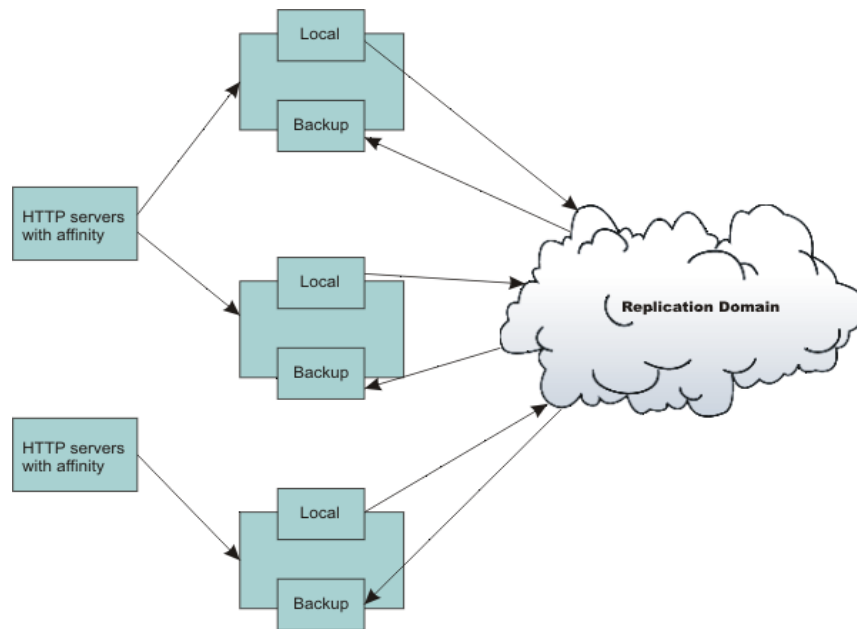 Local
Backup
HTTP servers
with affinity
Local
Replication Domain
Backup
HTTP servers
with affinity
Local
Backup